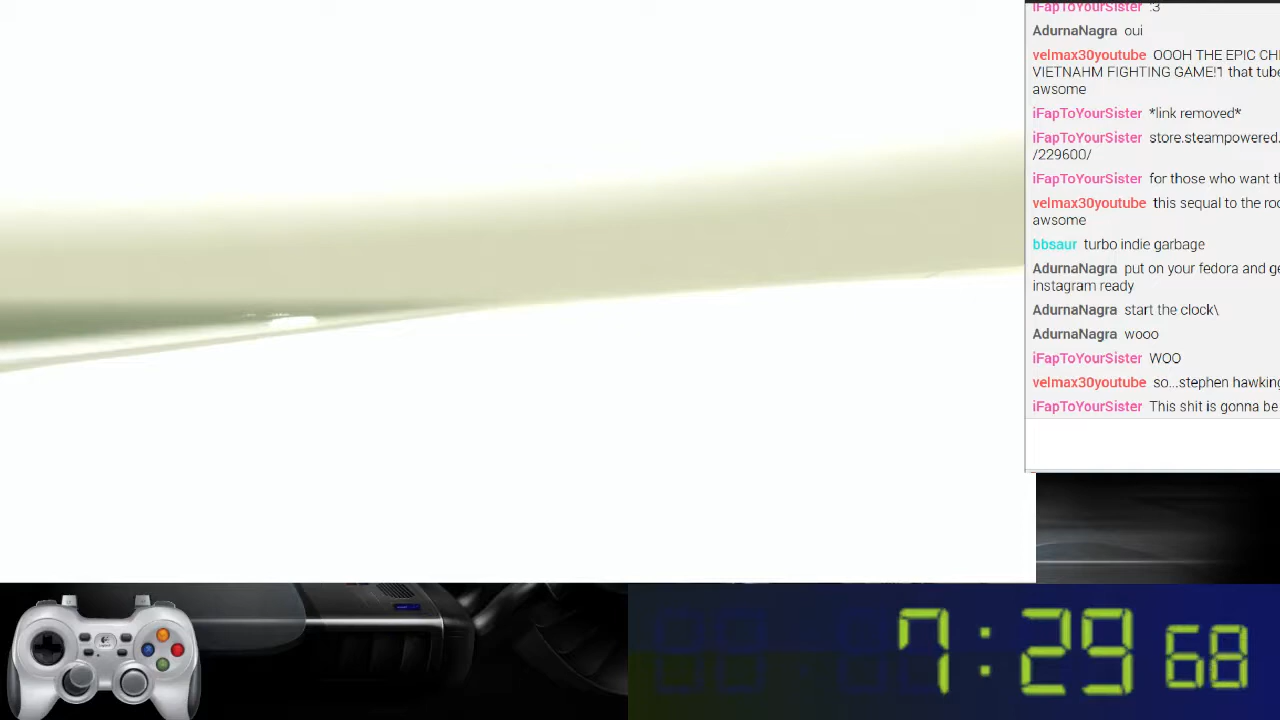 iFapToYourSister :3
AdurnaNagra oui
velmax30youtube OOOH THE EPIC CH
VIETNAHM FIGHTING GAME!1 that tube
awsome
iFapToYourSister *link removed*
iFapToYourSister store.steampowered.
/229600/
iFapToYourSister for those who want th
velmax30youtube this sequal to the roc
awsome
bbsaur turbo indie garbage
AdurnaNagra put on your fedora and ge
instagram ready
AdurnaNagra start the clock\
AdurnaNagra wooo
iFapToYourSister WOO
velmax30youtube so...stephen hawking
iFapToYourSister This shit is gonna be
7:29 68